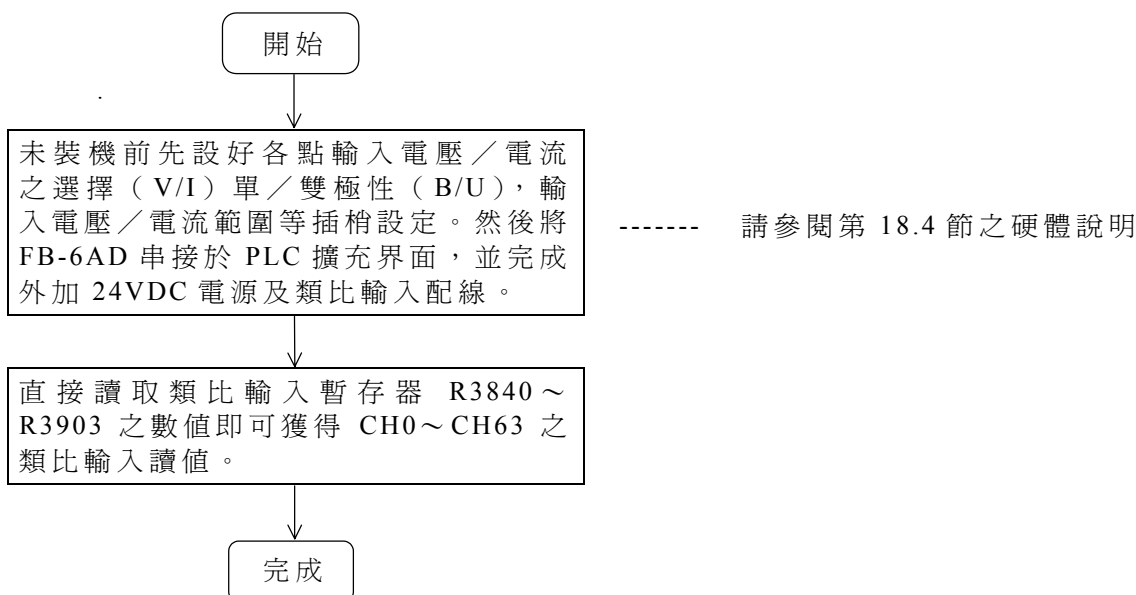 開始
未裝機前先設好各點輸入電壓／電流
之選擇（V/I）單／雙極性（B/U），輸
入電壓／電流範圍等插梢設定。然後將
FB-6AD 串接於 PLC 擴充界面，並完成
外加 24VDC 電源及類比輸入配線。
------- 請參閱第 18.4 節之硬體說明
直接讀取類比輸入暫存器 R3840～
R3903 之數值即可獲得 CH0～CH63 之
類比輸入讀值。
完成